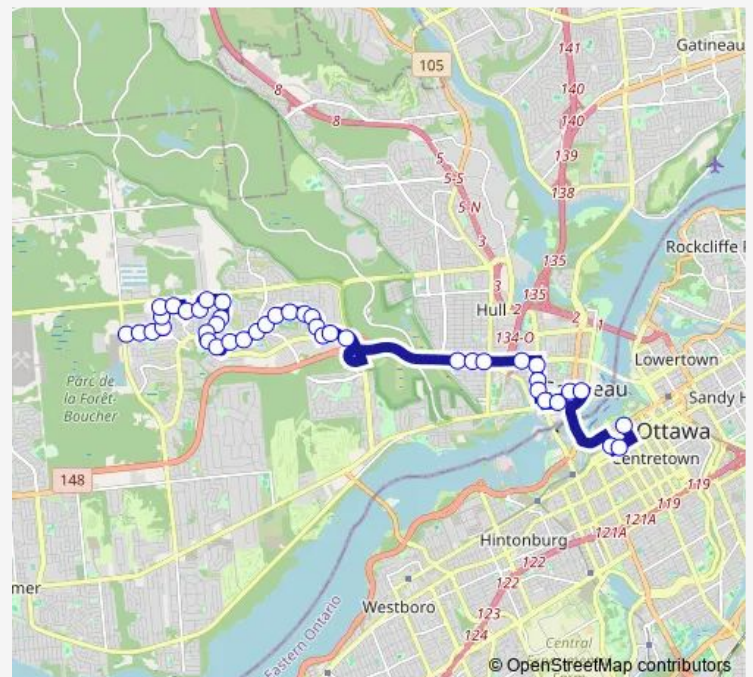 141
Gatineau
105
8
8
140
140
139
5
5-S
138
5-N
3
Rockcliffe
135
3
Hull
2
135
2
1
134-O
Lowertown
Parc de
la Forêt-
Boucher
Sandy H
eau
Ottawa
Centretown
148
119
119
121A
121A
Hintonburg
122
122
mer
Westboro
123
124
Eastern Ontario
Central
© OpenStreetMap contributors